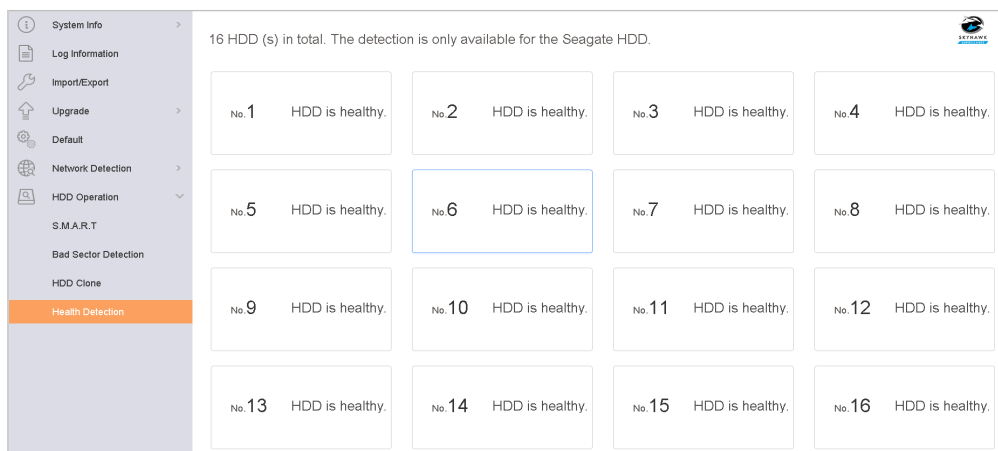 System Info
Log Information
Import/Export
Upgrade
Default
Network Detection
HDD Operation
S.M.A.R.T
Bad Sector Detection
HDD Clone
Health Detection
16 HDD (s) in total. The detection is only available for the Seagate HDD.
SKYHAWK
No.1 HDD is healthy.
No.2 HDD is healthy.
No.3 HDD is healthy.
No.4 HDD is healthy.
No.5 HDD is healthy.
No.6 HDD is healthy.
No.7 HDD is healthy.
No.8 HDD is healthy.
No.9 HDD is healthy.
No.10 HDD is healthy.
No.11 HDD is healthy.
No.12 HDD is healthy.
No.13 HDD is healthy.
No.14 HDD is healthy.
No.15 HDD is healthy.
No.16 HDD is healthy.